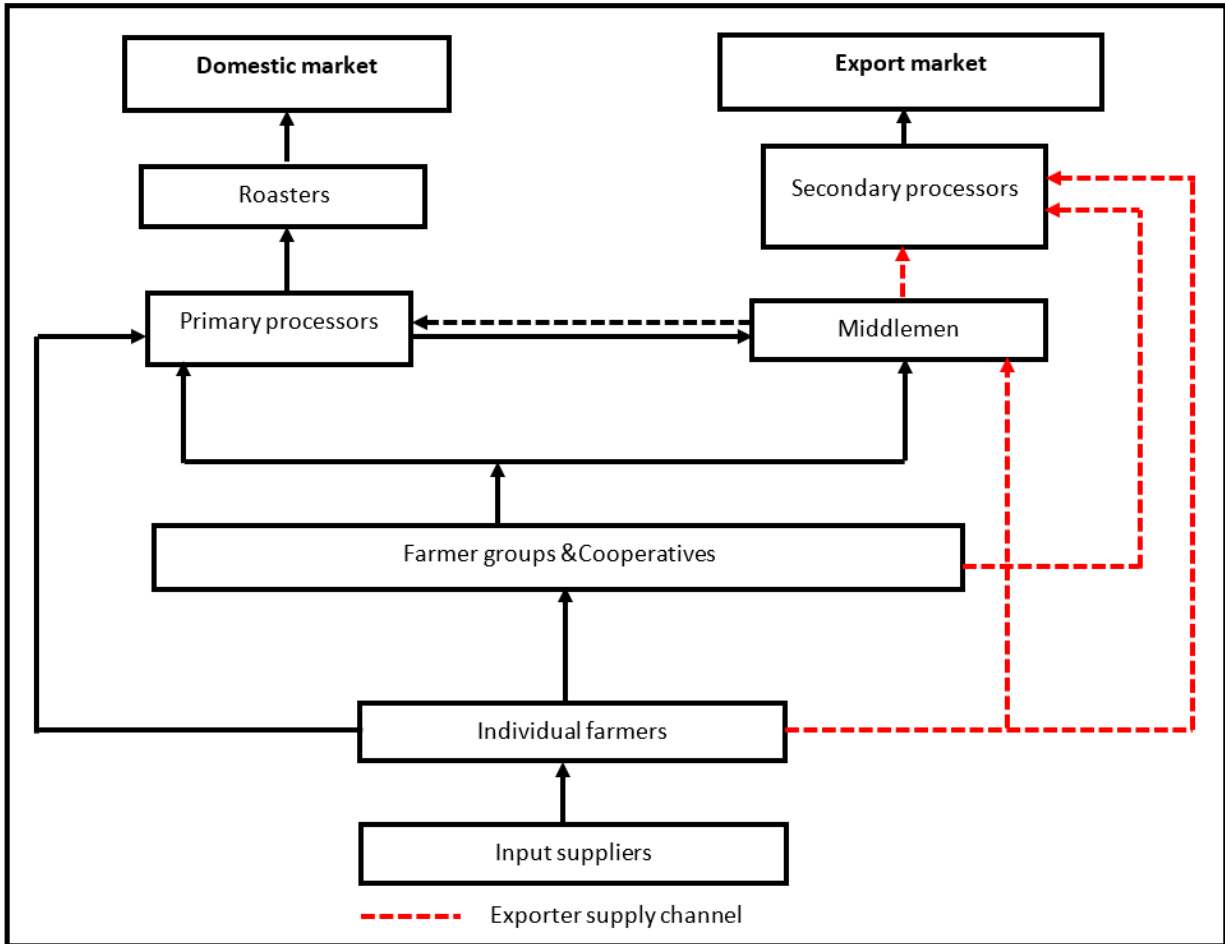 Domestic market
Export market
Roasters
Secondary processors
Primary processors
Middlemen
Farmer groups &Cooperatives
Individual farmers
Input suppliers
Exporter supply channel